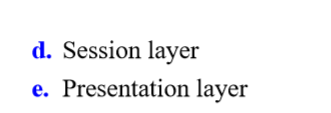 d. Session layer
e. Presentation layer